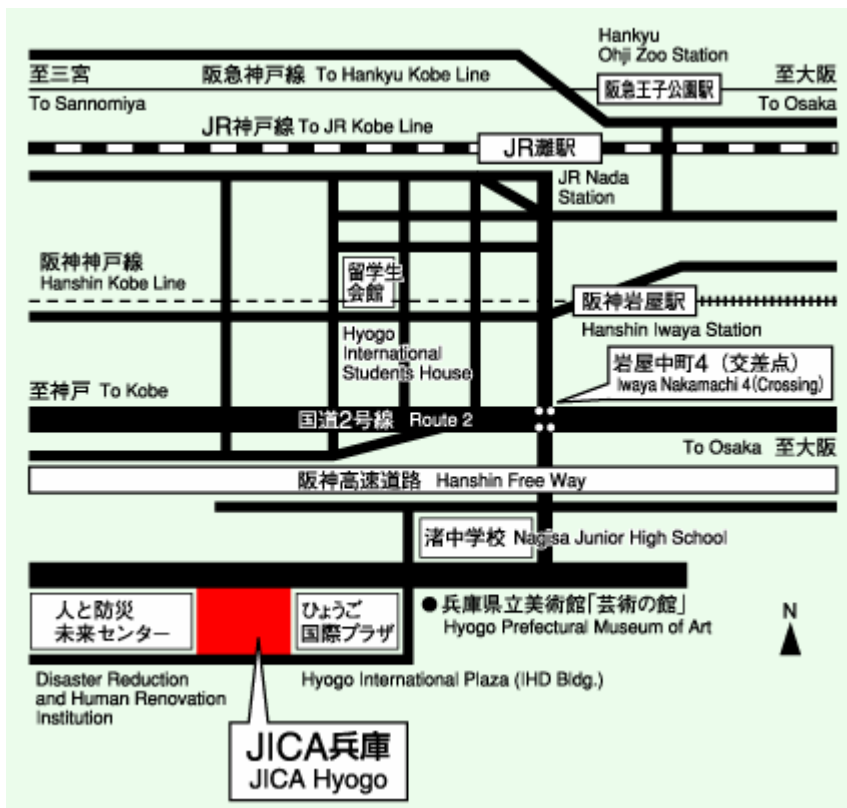 Hankyu
Ohji Zoo Station
至三宮
阪急神戸線 To Hankyu Kobe Line
阪急王子公園駅
至大阪
To Sannomiya
To Osaka
JR神戸線 To JR Kobe Line
JR灘駅
JR Nada
Station
阪神神戸線
Hanshin Kobe Line
留学生
会館
阪神岩屋駅
Hanshin Iwaya Station
Hyogo
International
Students House
岩屋中町4（交差点）
Iwaya Nakamachi 4(Crossing)
至神戸 To Kobe
国道2号線 Route 2
To Osaka 至大阪
阪神高速道路 Hanshin Free Way
渚中学校 Nagisa Junior High School
人と防災
未来センター
ひょうご
国際プラザ
●兵庫県立美術館「芸術の館」
Hyogo Prefectural Museum of Art
N
Disaster Reduction
and Human Renovation
Institution
Hyogo International Plaza (IHD Bldg.)
JICA兵庫
JICA Hyogo